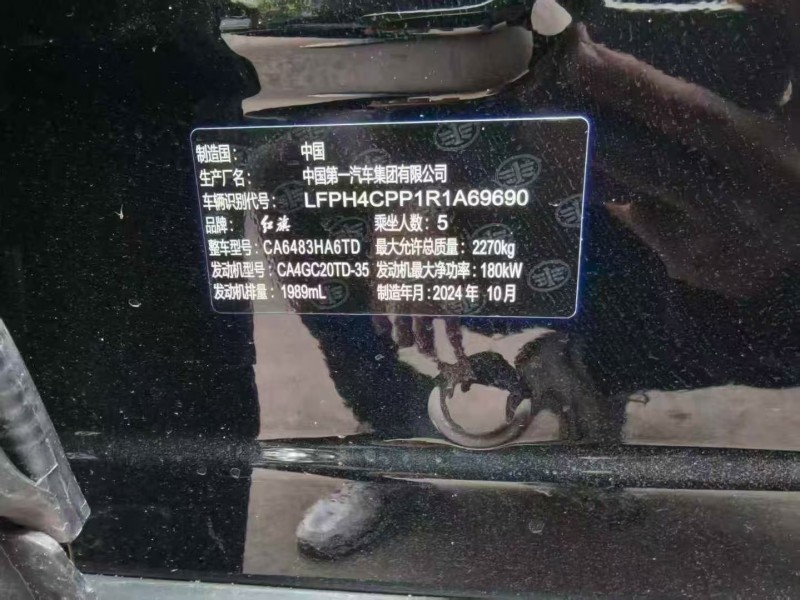 制造国： 中国
生产厂名： 中国第一汽车集团有限公司
车辆识别代号： LFPH4CPP1R1A69690
品牌： 红旗 乘坐人数：5
整车型号：CA6483HA6TD 最大允许总质量：2270kg
发动机型号：CA4GC20TD-35 发动机最大净功率：180kW
发动机排量：1989mL 制造年月：2024 年 10 月